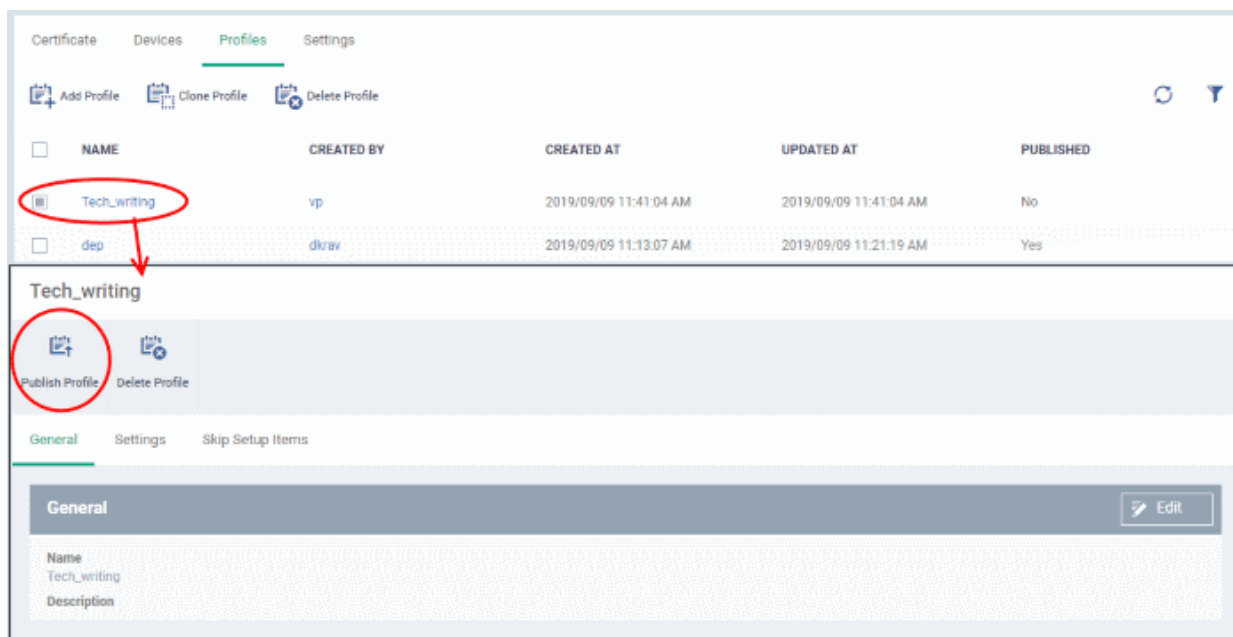 Certificate Devices Profiles Settings
Add Profile Clone Profile Delete Profile
NAME CREATED BY CREATED AT UPDATED AT PUBLISHED
Tech_writing vp 2019/09/09 11:41:04 AM 2019/09/09 11:41:04 AM No
dep dkrav 2019/09/09 11:13:07 AM 2019/09/09 11:21:19 AM Yes
Tech_writing
Publish Profile Delete Profile
General Settings Skip Setup Items
General Edit
Name
Tech_writing
Description